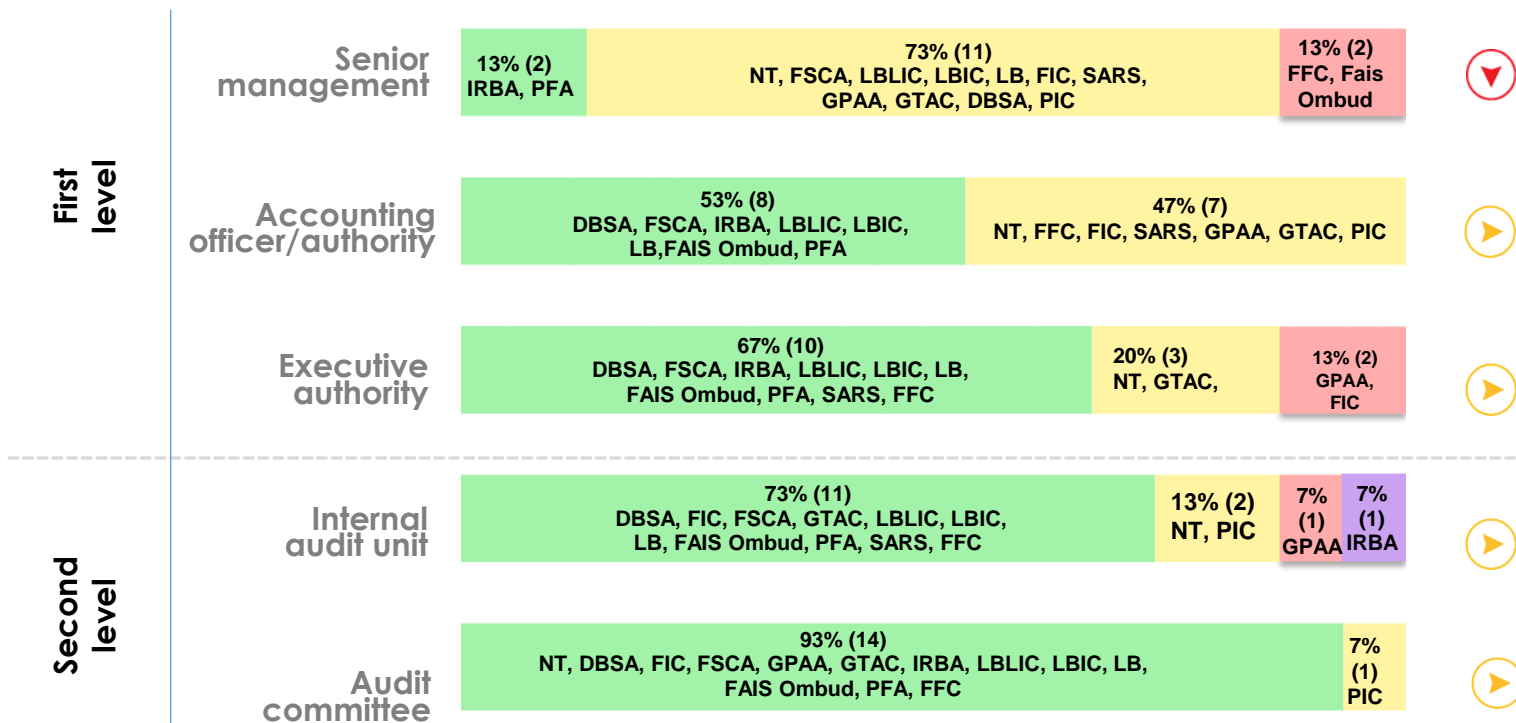 First
level
Senior
management
13% (2)
IRBA, PFA
73% (11)
NT, FSCA, LBLIC, LBIC, LB, FIC, SARS,
GPAA, GTAC, DBSA, PIC
13% (2)
FFC, Fais
Ombud
Accounting
officer/authority
53% (8)
DBSA, FSCA, IRBA, LBLIC, LBIC,
LB,FAIS Ombud, PFA
47% (7)
NT, FFC, FIC, SARS, GPAA, GTAC, PIC
Executive
authority
67% (10)
DBSA, FSCA, IRBA, LBLIC, LBIC, LB,
FAIS Ombud, PFA, SARS, FFC
20% (3)
NT, GTAC,
13% (2)
GPAA,
FIC
Second
level
Internal
audit unit
73% (11)
DBSA, FIC, FSCA, GTAC, LBLIC, LBIC,
LB, FAIS Ombud, PFA, SARS, FFC
13% (2)
NT, PIC
7%
(1)
GPAA
7%
(1)
IRBA
Audit
committee
93% (14)
NT, DBSA, FIC, FSCA, GPAA, GTAC, IRBA, LBLIC, LBIC, LB,
FAIS Ombud, PFA, FFC
7%
(1)
PIC